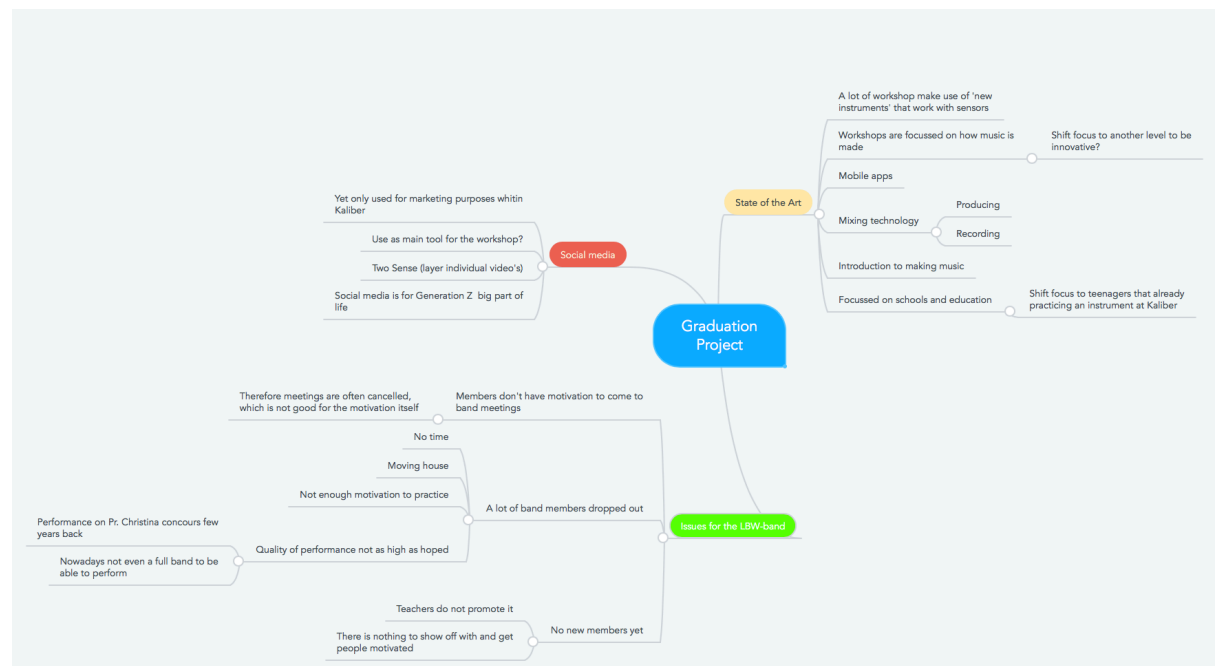 Graduation
Project
Social media
Yet only used for marketing purposes whitin
Kaliber
Use as main tool for the workshop?
Two Sense (layer individual video's)
Social media is for Generation Z  big part of
life
State of the Art
A lot of workshop make use of 'new
instruments' that work with sensors
Workshops are focussed on how music is
made
Shift focus to another level to be
innovative?
Mobile apps
Mixing technology
Producing
Recording
Introduction to making music
Focussed on schools and education
Shift focus to teenagers that already
practicing an instrument at Kaliber
Issues for the LBW-band
Members don't have motivation to come to
band meetings
Therefore meetings are often cancelled,
which is not good for the motivation itself
A lot of band members dropped out
No time
Moving house
Not enough motivation to practice
Quality of performance not as high as hoped
Performance on Pr. Christina concours few
years back
Nowadays not even a full band to be
able to perform
No new members yet
Teachers do not promote it
There is nothing to show off with and get
people motivated